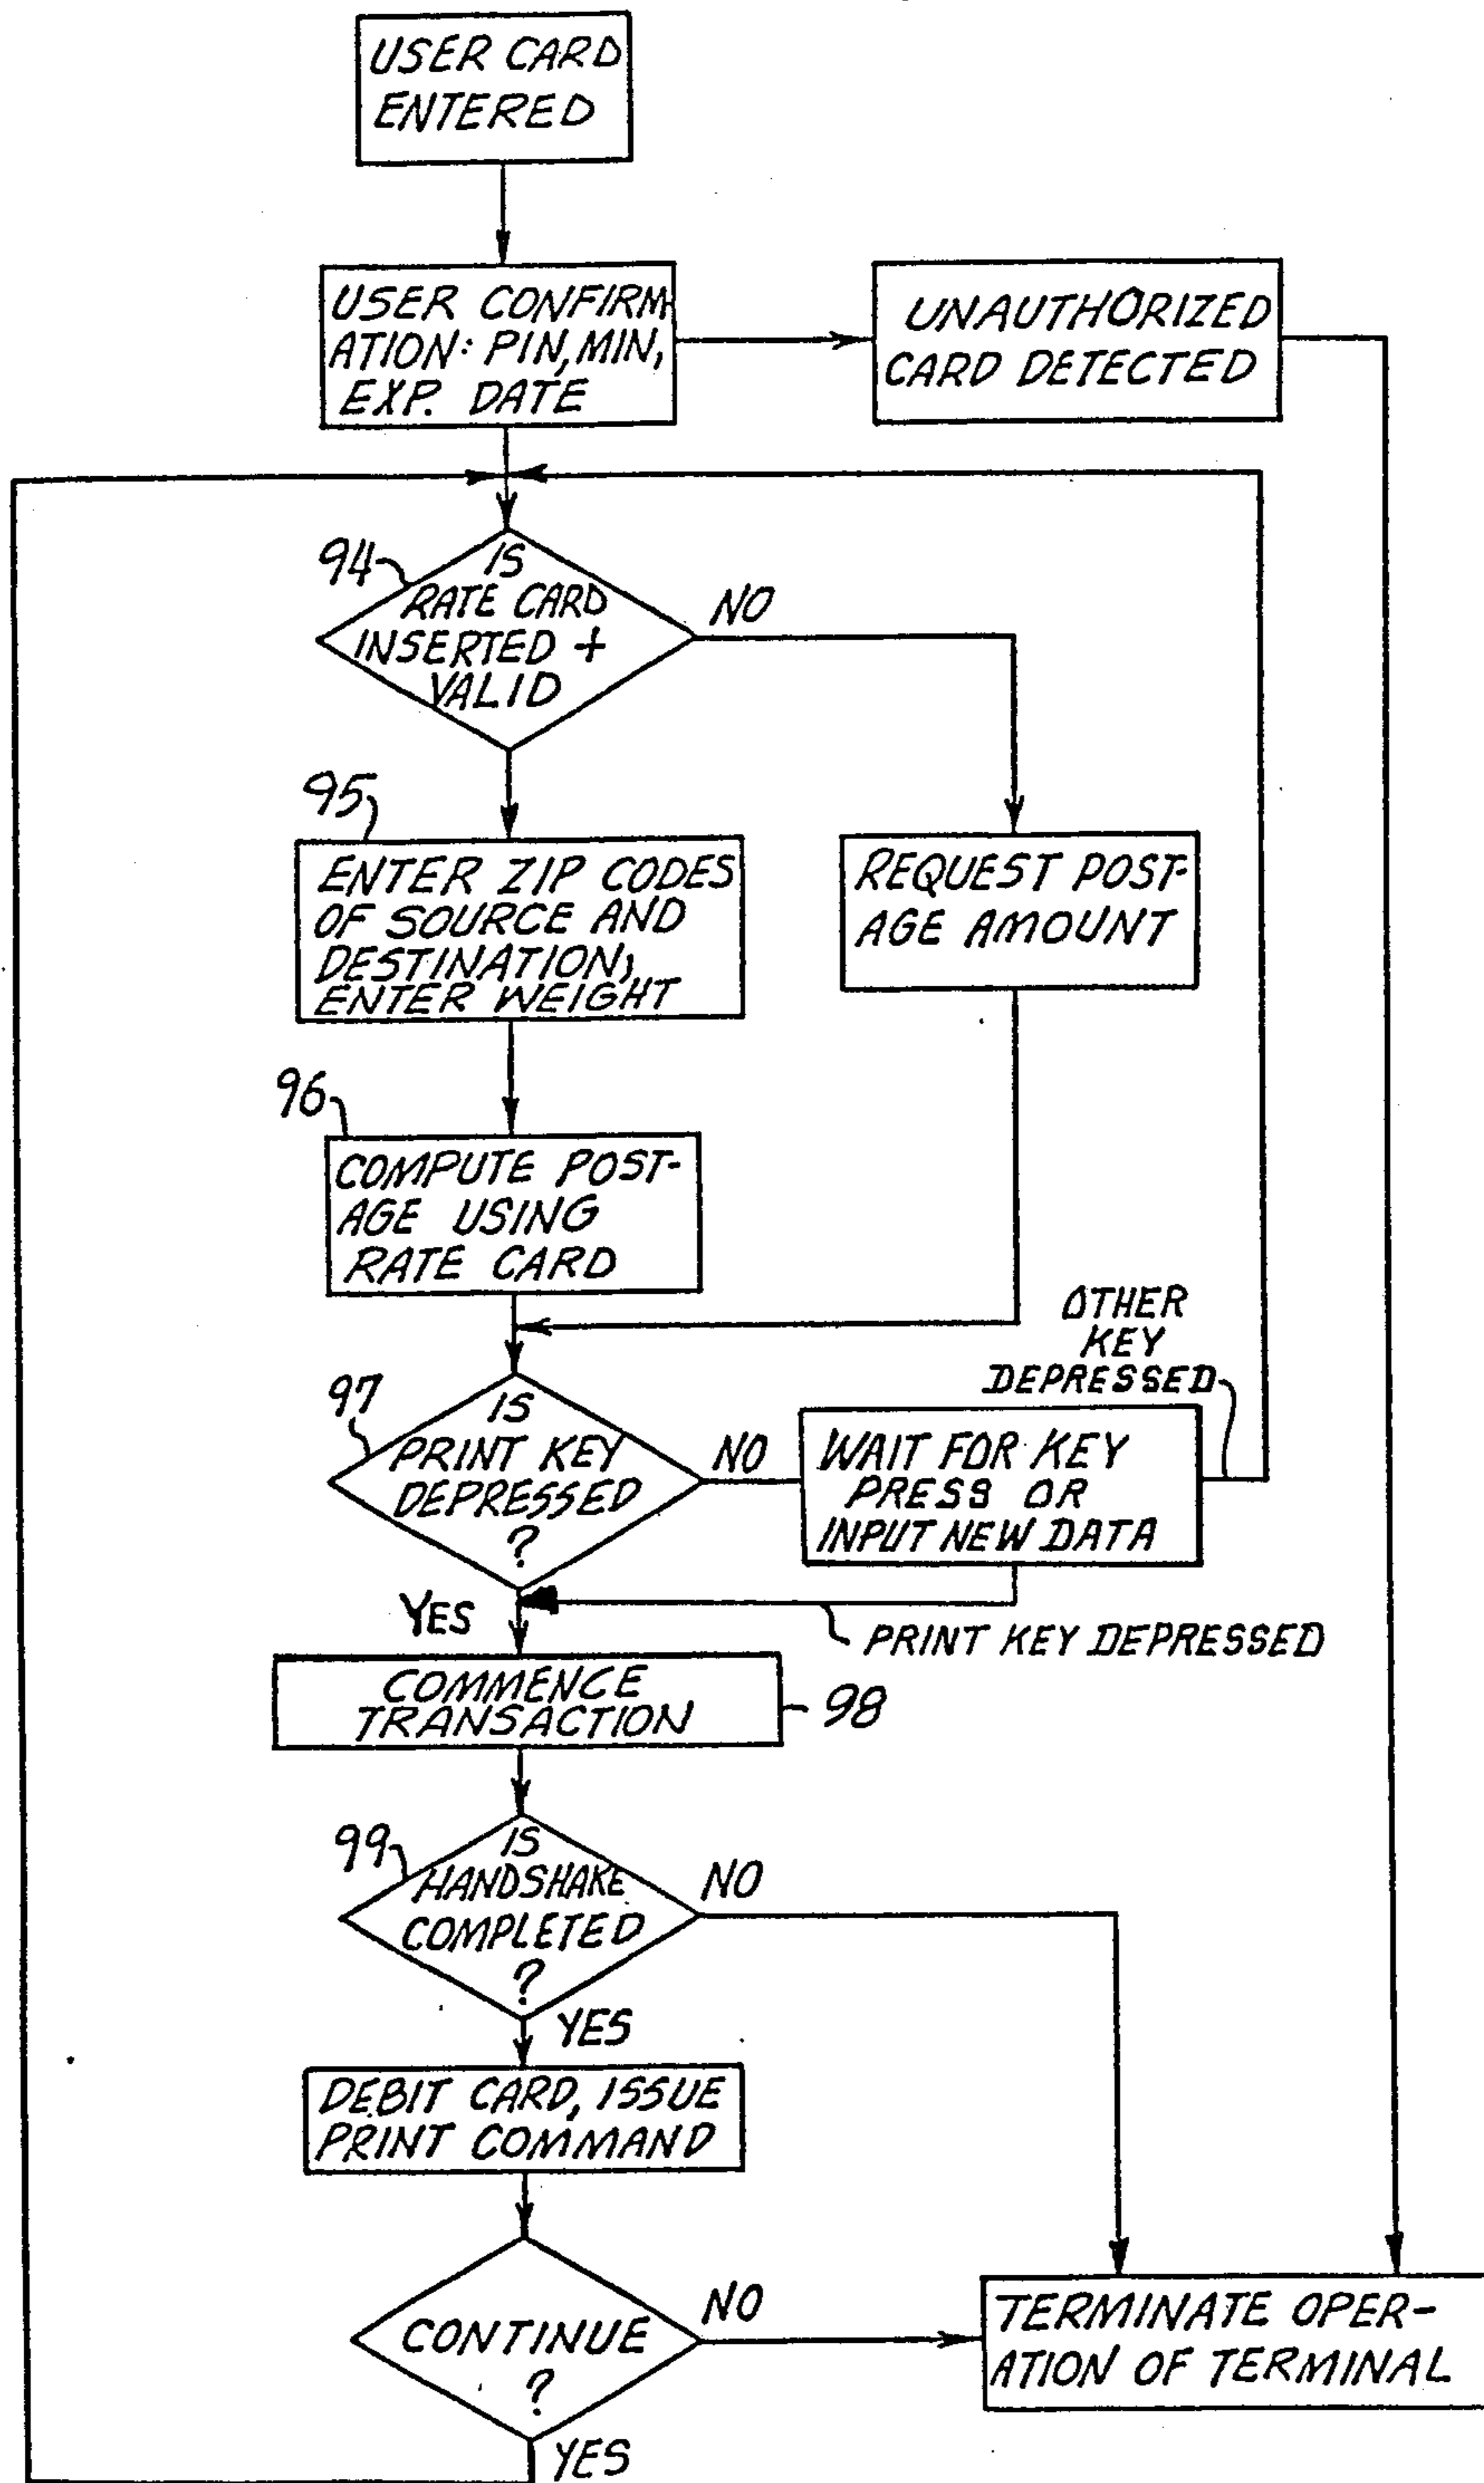 USER CARD
ENTERED
USER CONFIRM-
ATION: PIN, MIN,
EXP. DATE
UNAUTHORIZED
CARD DETECTED
94
IS
RATE CARD
INSERTED +
VALID
NO
95
ENTER ZIP CODES
OF SOURCE AND
DESTINATION;
ENTER WEIGHT
REQUEST POST-
AGE AMOUNT
96
COMPUTE POST-
AGE USING
RATE CARD
OTHER
KEY
DEPRESSED
97
IS
PRINT KEY
DEPRESSED
?
NO
WAIT FOR KEY
PRESS OR
INPUT NEW DATA
YES
PRINT KEY DEPRESSED
COMMENCE
TRANSACTION
98
99
IS
HANDSHAKE
COMPLETED
?
NO
YES
DEBIT CARD, ISSUE
PRINT COMMAND
CONTINUE
?
NO
YES
TERMINATE OPER-
ATION OF TERMINAL